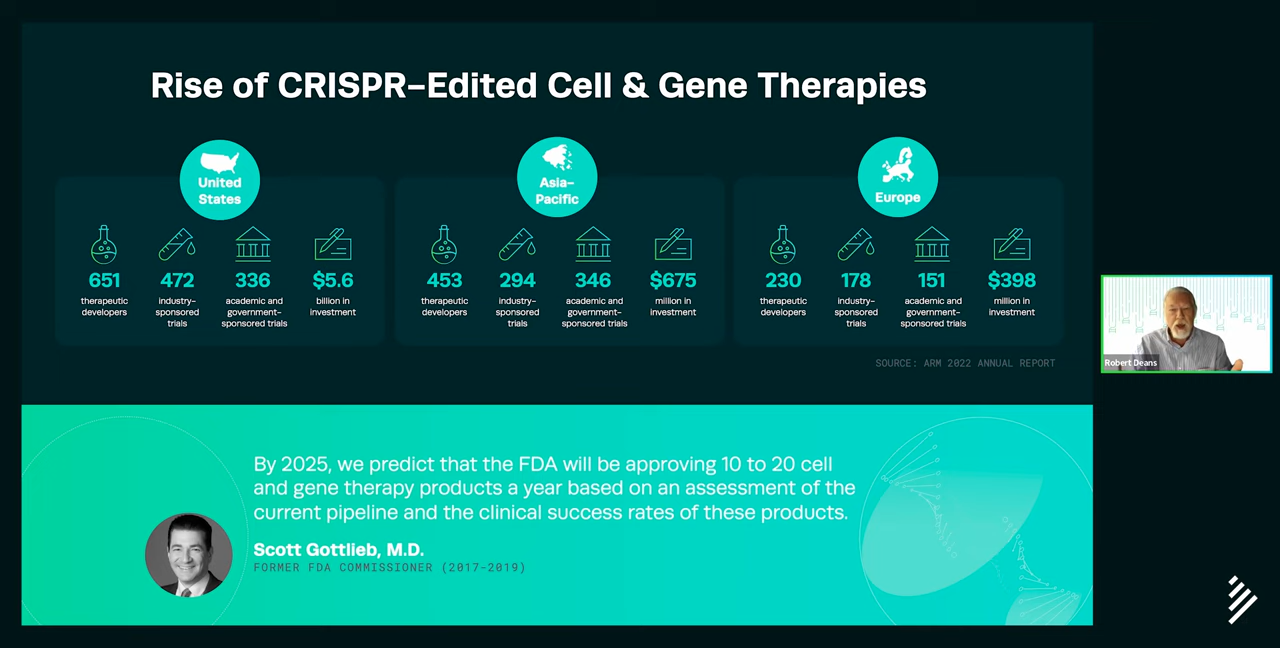 Rise of CRISPR-Edited Cell & Gene Therapies
United
States
651
therapeutic
developers
472
industry-
sponsored
trials
336
academic and
government-
sponsored trials
$5.6
billion in
investment
Asia-
Pacific
453
therapeutic
developers
294
industry-
sponsored
trials
346
academic and
government-
sponsored trials
$675
million in
investment
Europe
230
therapeutic
developers
178
industry-
sponsored
trials
151
academic and
government-
sponsored trials
$398
million in
investment
SOURCE: ARM 2022 ANNUAL REPORT
Robert Deans
By 2025, we predict that the FDA will be approving 10 to 20 cell
and gene therapy products a year based on an assessment of the
current pipeline and the clinical success rates of these products.
Scott Gottlieb, M.D.
FORMER FDA COMMISSIONER (2017-2019)